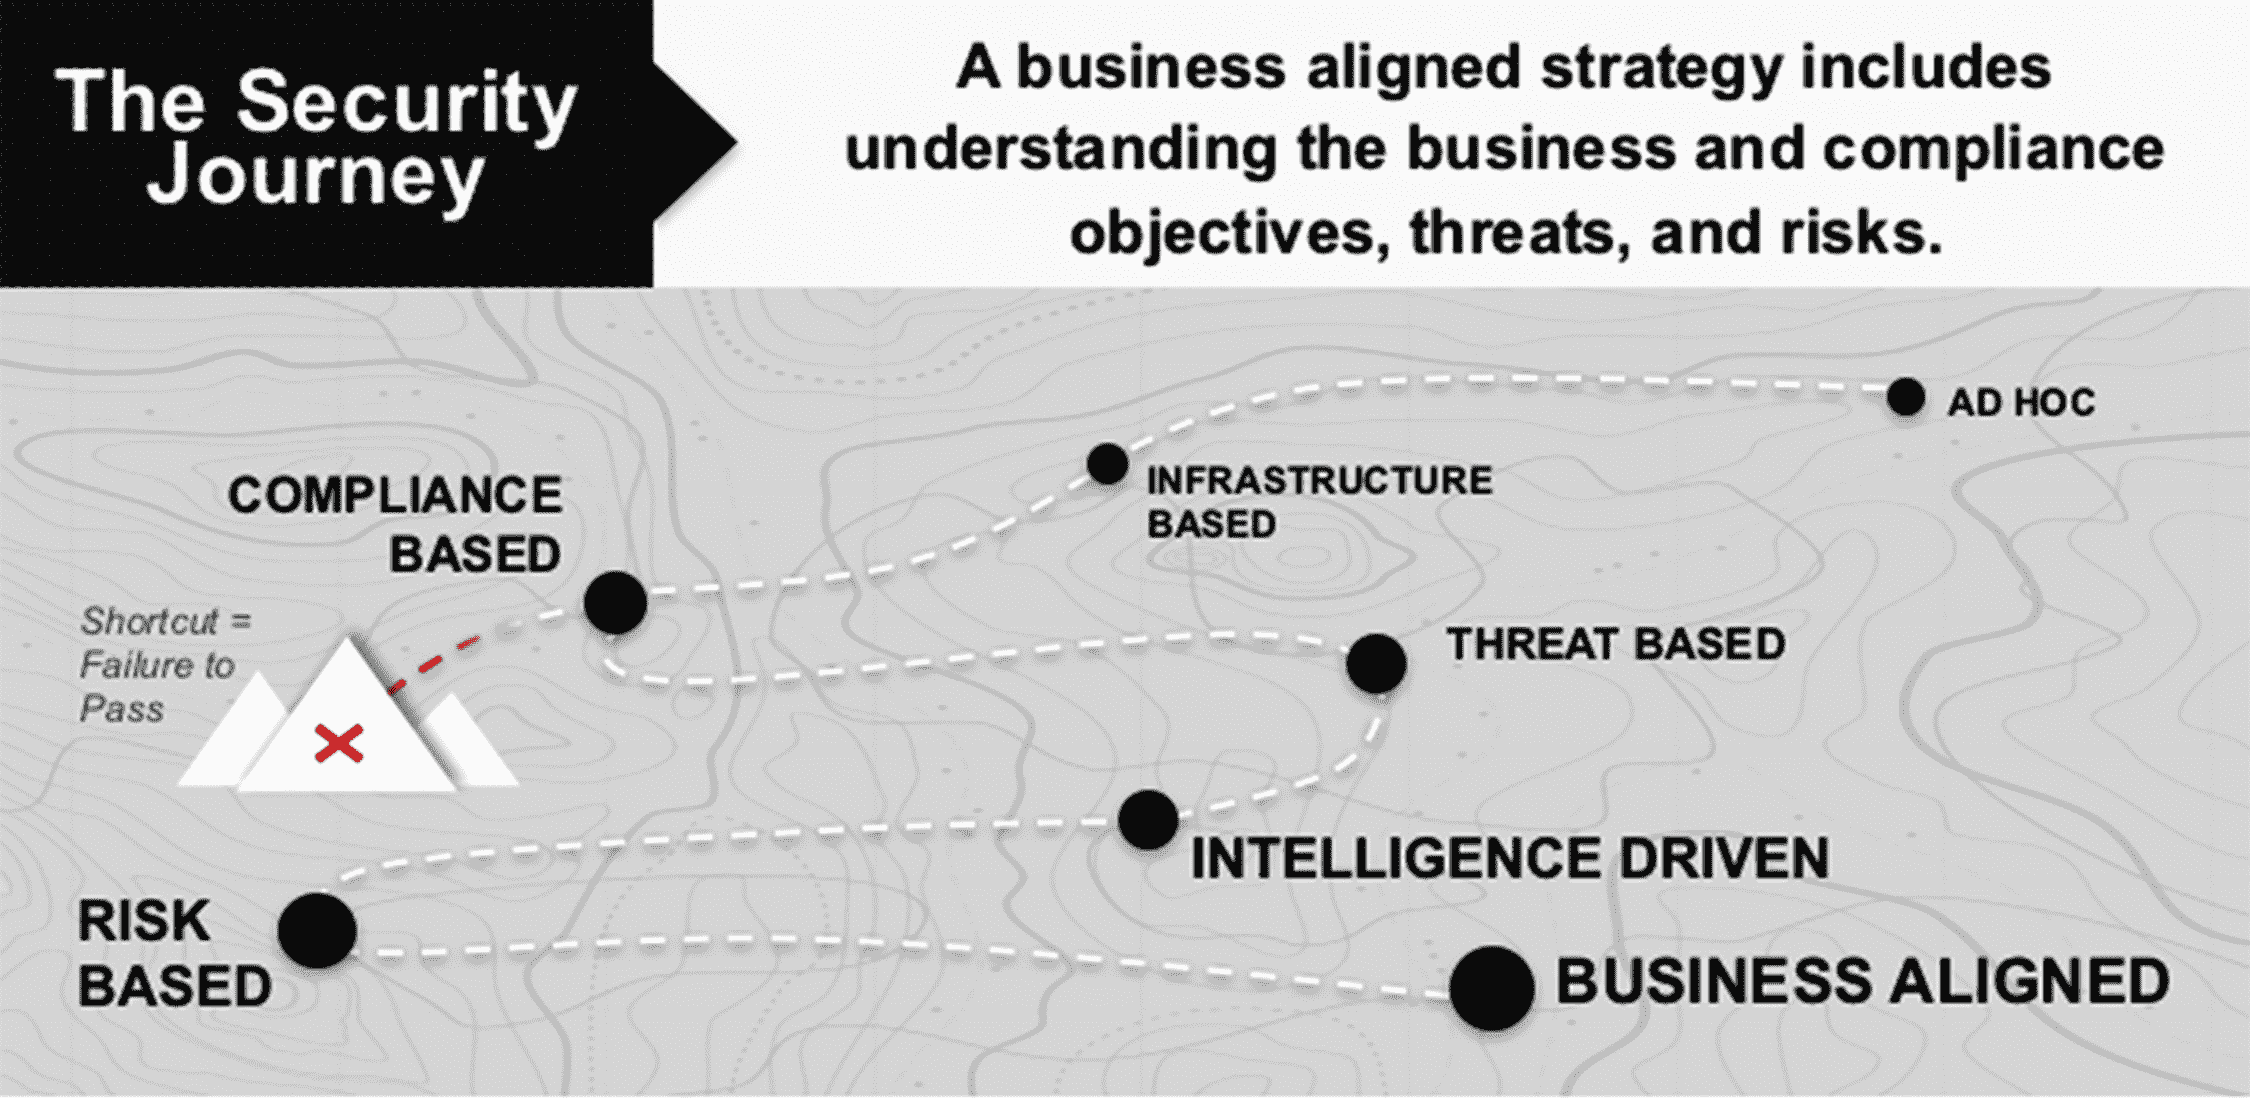 The Security
Journey
A business aligned strategy includes
understanding the business and compliance
objectives, threats, and risks.
AD HOC
INFRASTRUCTURE
BASED
COMPLIANCE
BASED
Shortcut =
Failure to
Pass
THREAT BASED
INTELLIGENCE DRIVEN
RISK
BASED
BUSINESS ALIGNED